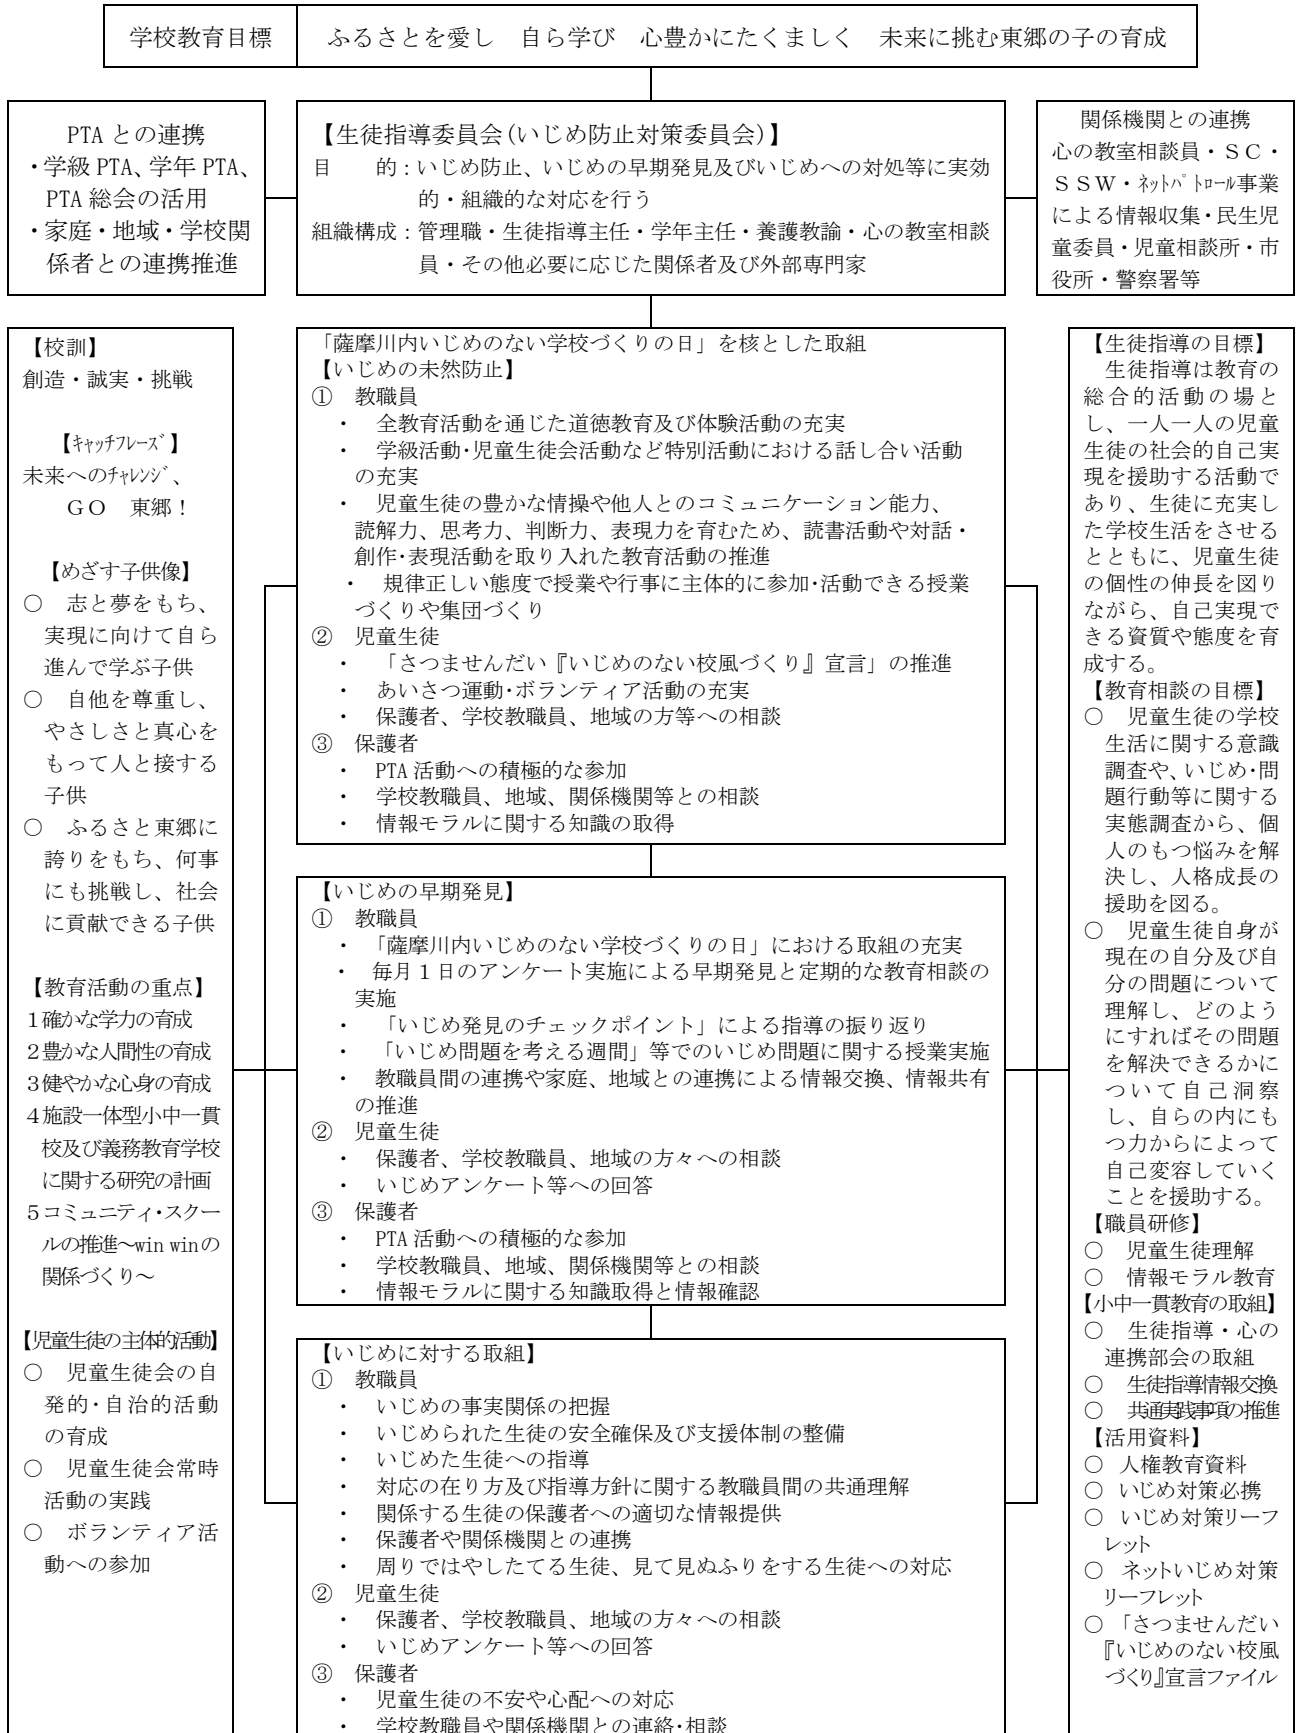 学校教育目標
ふるさとを愛し　自ら学び　心豊かにたくましく　未来に挑む東郷の子の育成
PTA との連携
・学級 PTA、学年 PTA、
PTA 総会の活用
・家庭・地域・学校関
係者との連携推進
【生徒指導委員会(いじめ防止対策委員会)】
目　　的：いじめ防止、いじめの早期発見及びいじめへの対処等に実効
的・組織的な対応を行う
組織構成：管理職・生徒指導主任・学年主任・養護教諭・心の教室相談
員・その他必要に応じた関係者及び外部専門家
関係機関との連携
心の教室相談員・ＳＣ・
ＳＳＷ・ﾈｯﾄﾊﾟﾄﾛｰﾙ事業
による情報収集・民生児
童委員・児童相談所・市
役所・警察署等
【校訓】
創造・誠実・挑戦
【ｷｬｯﾁﾌﾚｰｽﾞ】
未来へのﾁｬﾚﾝｼﾞ、
ＧＯ　東郷！
【めざす子供像】
○　志と夢をもち、
実現に向けて自ら
進んで学ぶ子供
○　自他を尊重し、
やさしさと真心を
もって人と接する
子供
○　ふるさと東郷に
誇りをもち、何事
にも挑戦し、社会
に貢献できる子供
【教育活動の重点】
１確かな学力の育成
２豊かな人間性の育成
３健やかな心身の育成
４施設一体型小中一貫
校及び義務教育学校
に関する研究の計画
５コミュニティ・スクー
ルの推進～win winの
関係づくり～
【児童生徒の主体的活動】
○　児童生徒会の自
発的・自治的活動
の育成
○　児童生徒会常時
活動の実践
○　ボランティア活
動への参加
「薩摩川内いじめのない学校づくりの日」を核とした取組
【いじめの未然防止】
①　教職員
・　全教育活動を通じた道徳教育及び体験活動の充実
・　学級活動・児童生徒会活動など特別活動における話し合い活動
の充実
・　児童生徒の豊かな情操や他人とのコミュニケーション能力、
読解力、思考力、判断力、表現力を育むため、読書活動や対話・
創作・表現活動を取り入れた教育活動の推進
・　規律正しい態度で授業や行事に主体的に参加・活動できる授業
づくりや集団づくり
②　児童生徒
・　「さつませんだい『いじめのない校風づくり』宣言」の推進
・　あいさつ運動・ボランティア活動の充実
・　保護者、学校教職員、地域の方等への相談
③　保護者
・　PTA 活動への積極的な参加
・　学校教職員、地域、関係機関等との相談
・　情報モラルに関する知識の取得
【いじめの早期発見】
①　教職員
・　「薩摩川内いじめのない学校づくりの日」における取組の充実
・　毎月１日のアンケート実施による早期発見と定期的な教育相談の
実施
・　「いじめ発見のチェックポイント」による指導の振り返り
・　「いじめ問題を考える週間」等でのいじめ問題に関する授業実施
・　教職員間の連携や家庭、地域との連携による情報交換、情報共有
の推進
②　児童生徒
・　保護者、学校教職員、地域の方々への相談
・　いじめアンケート等への回答
③　保護者
・　PTA 活動への積極的な参加
・　学校教職員、地域、関係機関等との相談
・　情報モラルに関する知識取得と情報確認
【いじめに対する取組】
①　教職員
・　いじめの事実関係の把握
・　いじめられた生徒の安全確保及び支援体制の整備
・　いじめた生徒への指導
・　対応の在り方及び指導方針に関する教職員間の共通理解
・　関係する生徒の保護者への適切な情報提供
・　保護者や関係機関との連携
・　周りではやしたてる生徒、見て見ぬふりをする生徒への対応
②　児童生徒
・　保護者、学校教職員、地域の方々への相談
・　いじめアンケート等への回答
③　保護者
・　児童生徒の不安や心配への対応
・　学校教職員や関係機関との連絡・相談
【生徒指導の目標】
生徒指導は教育の
総合的活動の場と
し、一人一人の児童
生徒の社会的自己実
現を援助する活動で
あり、生徒に充実し
た学校生活をさせる
とともに、児童生徒
の個性の伸長を図り
ながら、自己実現で
きる資質や態度を育
成する。
【教育相談の目標】
○　児童生徒の学校
生活に関する意識
調査や、いじめ・問
題行動等に関する
実態調査から、個
人のもつ悩みを解
決し、人格成長の
援助を図る。
○　児童生徒自身が
現在の自分及び自
分の問題について
理解し、どのよう
にすればその問題
を解決できるかに
ついて自己洞察
し、自らの内にも
つ力からによって
自己変容していく
ことを援助する。
【職員研修】
○　児童生徒理解
○　情報モラル教育
【小中一貫教育の取組】
○　生徒指導・心の
連携部会の取組
○　生徒指導情報交換
○　共通実践事項の推進
【活用資料】
○　人権教育資料
○　いじめ対策必携
○　いじめ対策リーフ
レット
○　ネットいじめ対策
リーフレット
○　「さつませんだい
『いじめのない校風
づくり』宣言ファイル